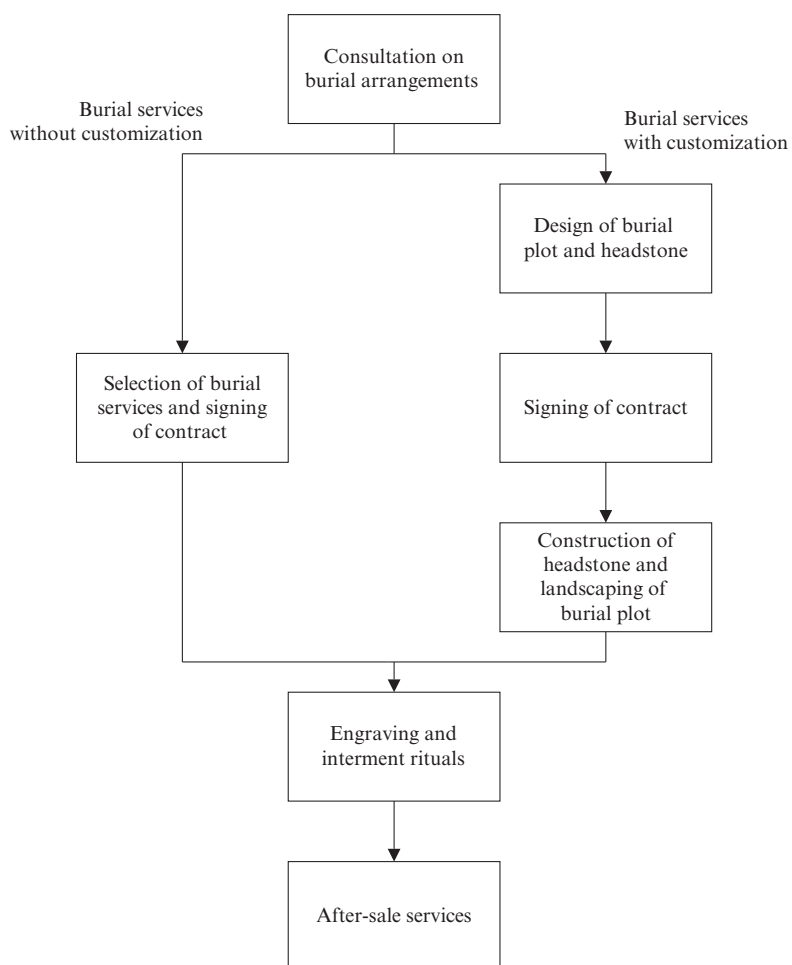 Consultation on
burial arrangements
Burial services
without customization
Burial services
with customization
Design of burial
plot and headstone
Selection of burial
services and signing
of contract
Signing of contract
Construction of
headstone and
landscaping of
burial plot
Engraving and
interment rituals
After-sale services